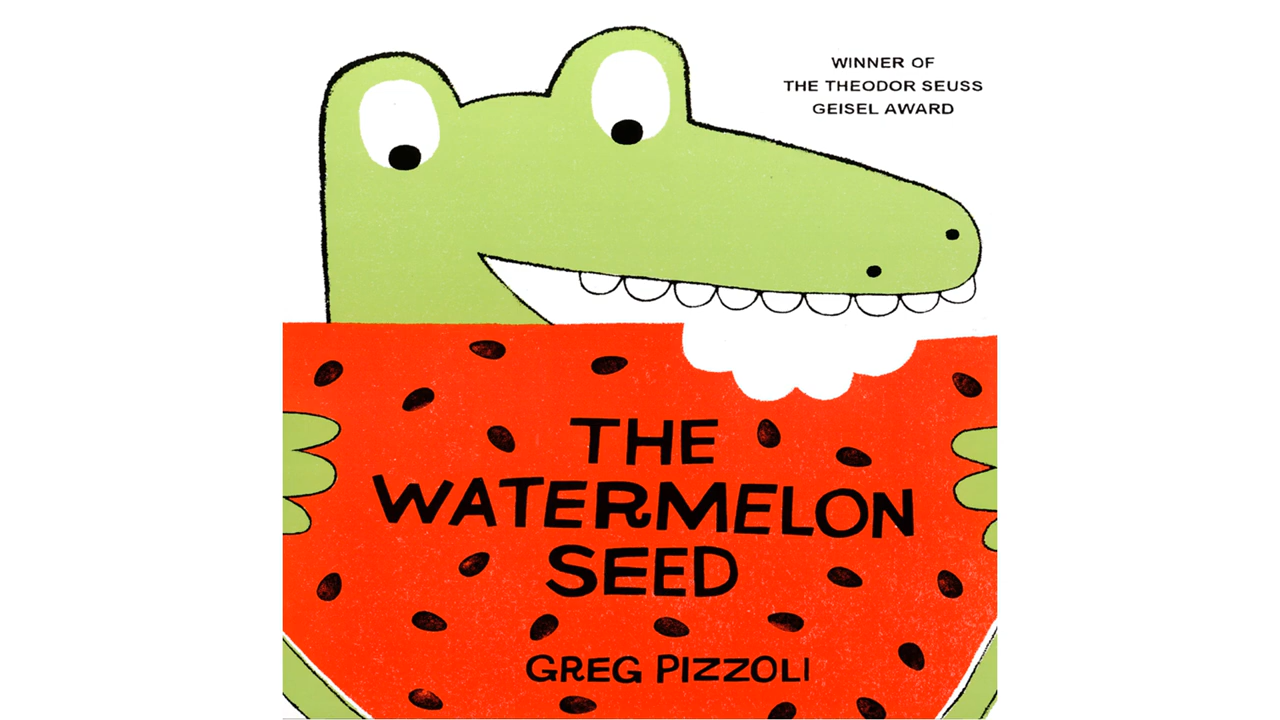 WINNER OF
THE THEODOR SEUSS
GEISEL AWARD
THE
WATERMELON
SEED
GREG PIZZOLI